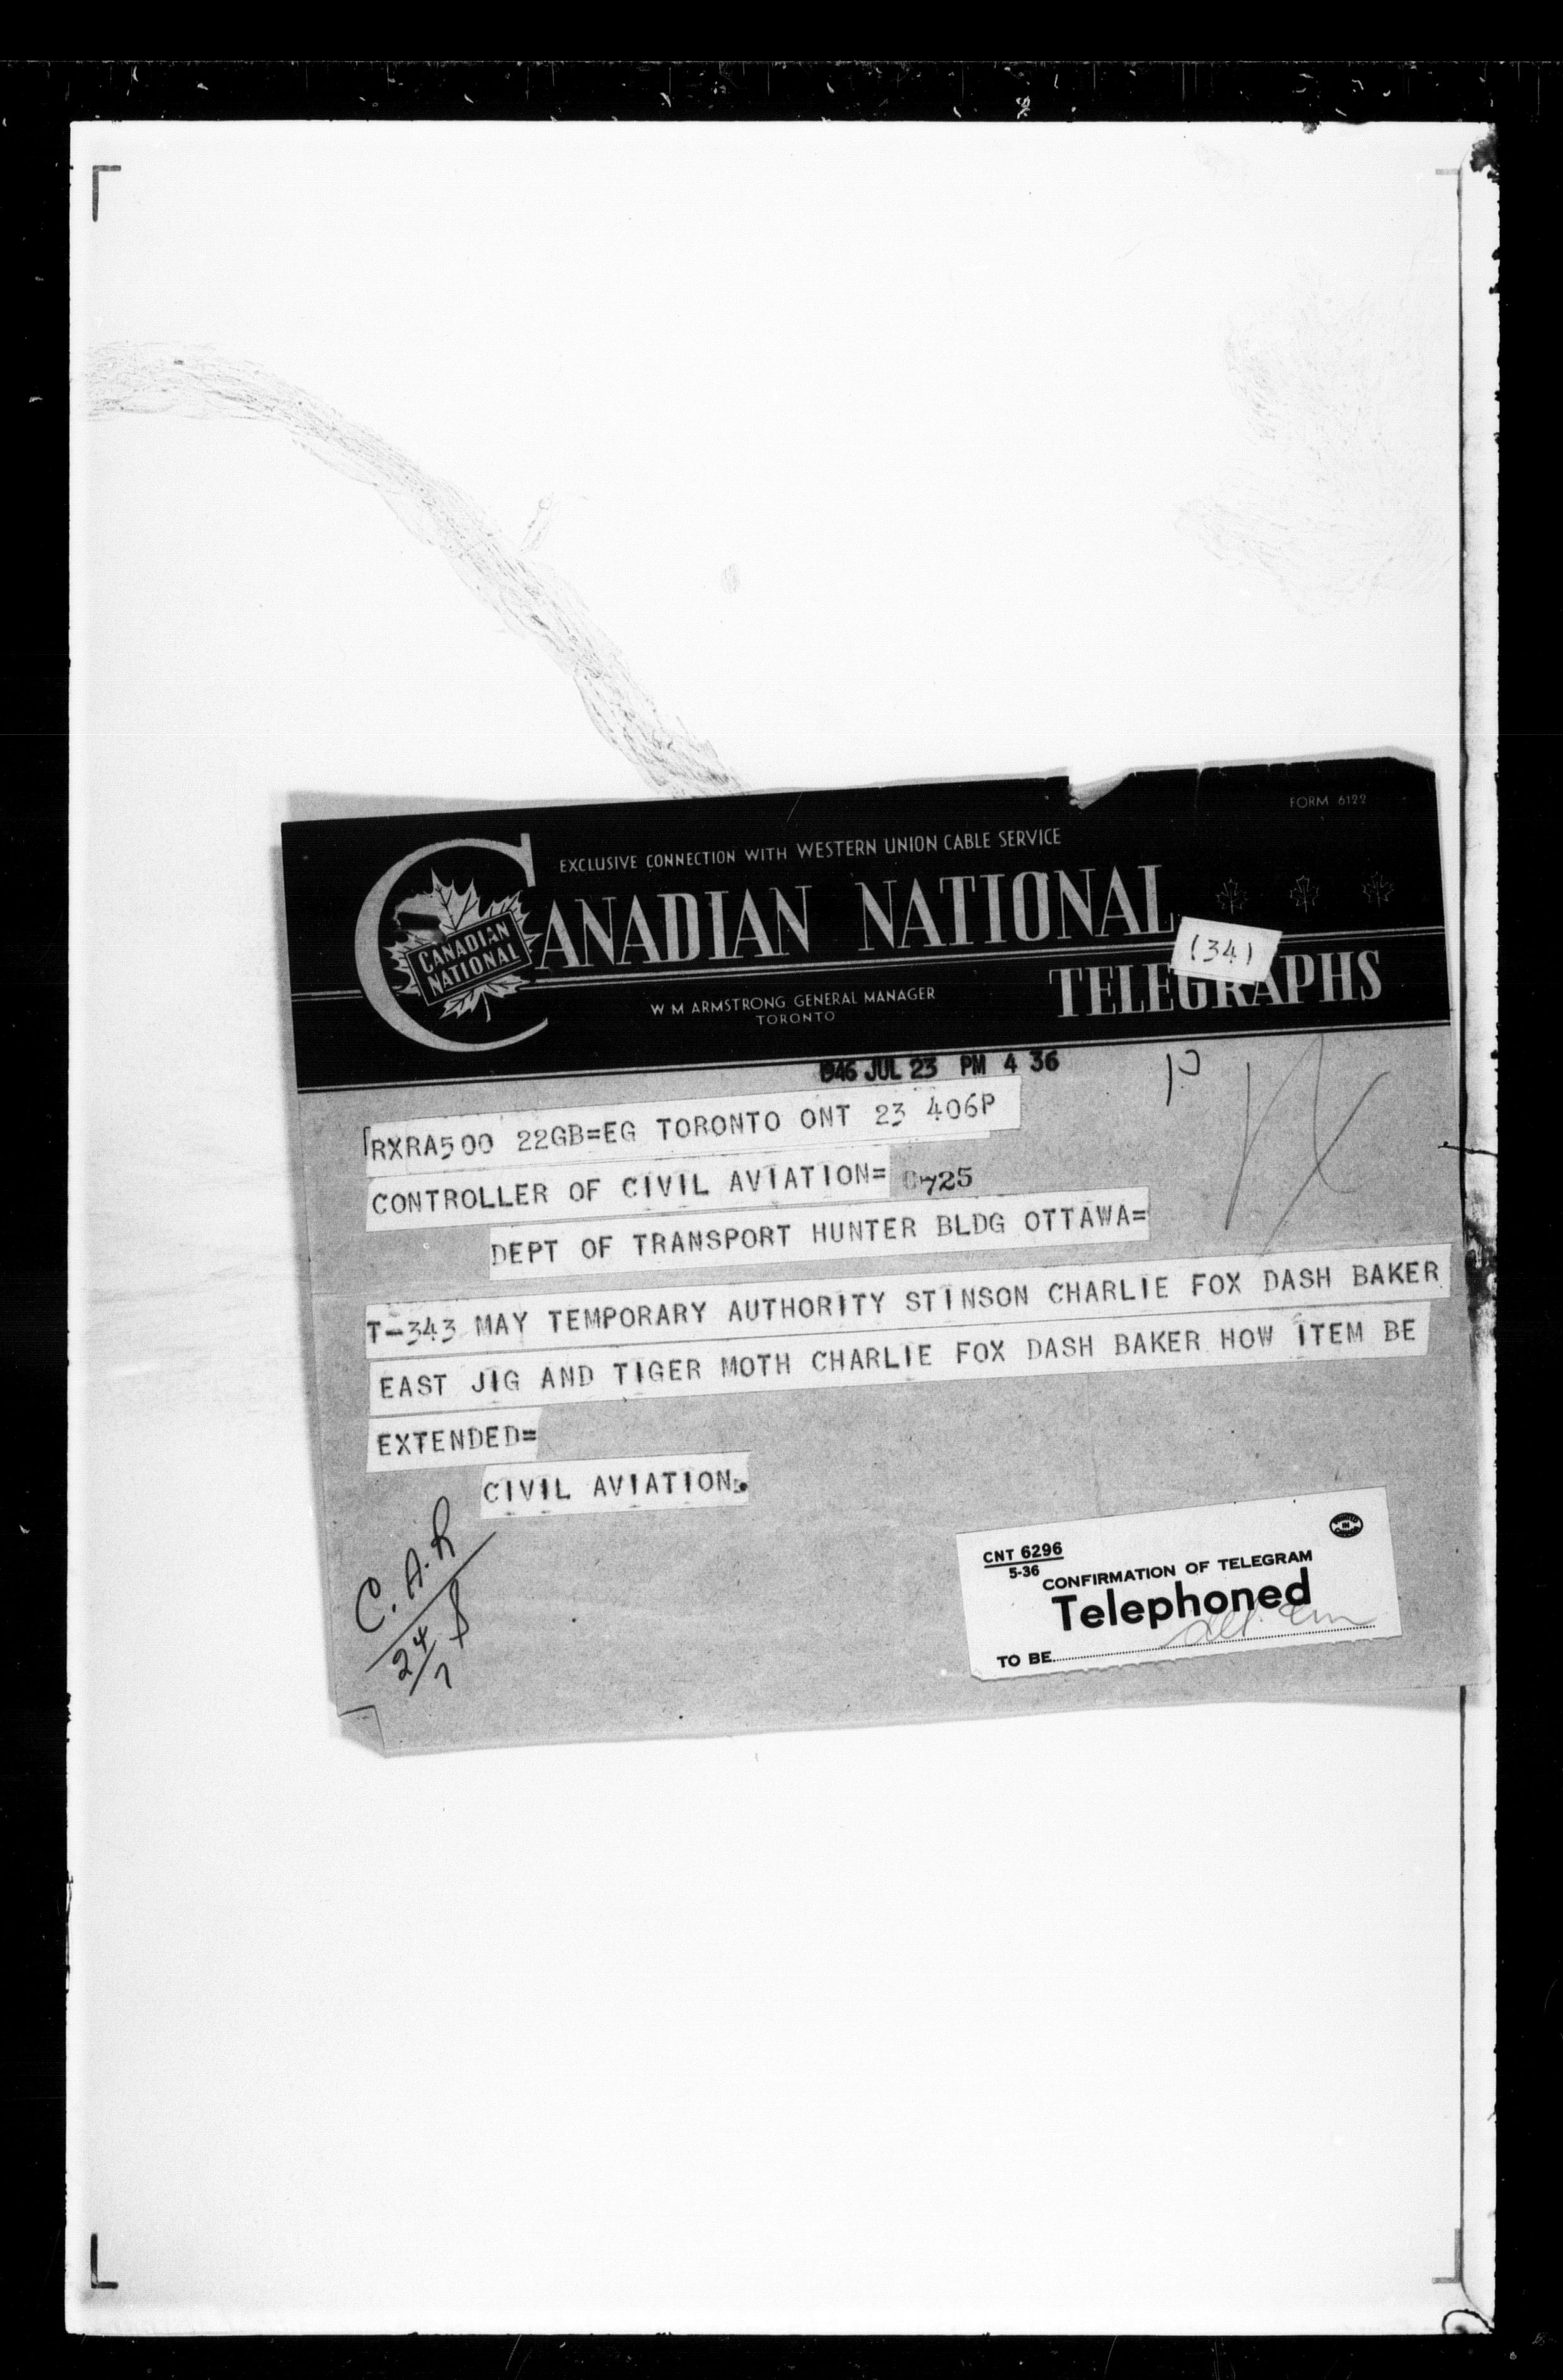 FORM 6122
EXCLUSIVE CONNECTION WITH WESTERN UNION CABLE SERVICE
CANADIAN NATIONAL
CANADIAN
NATIONAL
(34)
TELEGRAPHS
W M ARMSTRONG GENERAL MANAGER
TORONTO
1946 JUL 23 PM 4 36
RXRA500 22GB=EG TORONTO ONT 23 406P
CONTROLLER OF CIVIL AVIATION= C725
DEPT OF TRANSPORT HUNTER BLDG OTTAWA=
T-343 MAY TEMPORARY AUTHORITY STINSON CHARLIE FOX DASH BAKER
EAST JIG AND TIGER MOTH CHARLIE FOX DASH BAKER HOW ITEM BE
EXTENDED=
CIVIL AVIATION.
C.A.R
24/7
CNT 6296
5-36
CONFIRMATION OF TELEGRAM
Telephoned
TO BE